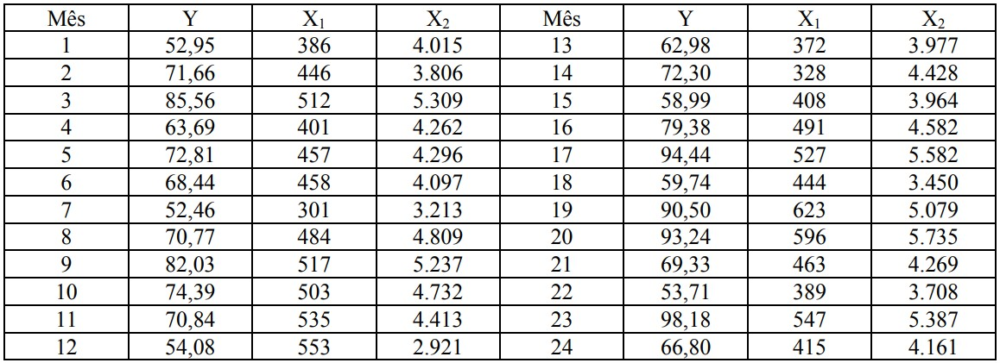 Mês Y X₁ X₂ Mês Y X₁ X₂
1 52,95 386 4.015 13 62,98 372 3.977
2 71,66 446 3.806 14 72,30 328 4.428
3 85,56 512 5.309 15 58,99 408 3.964
4 63,69 401 4.262 16 79,38 491 4.582
5 72,81 457 4.296 17 94,44 527 5.582
6 68,44 458 4.097 18 59,74 444 3.450
7 52,46 301 3.213 19 90,50 623 5.079
8 70,77 484 4.809 20 93,24 596 5.735
9 82,03 517 5.237 21 69,33 463 4.269
10 74,39 503 4.732 22 53,71 389 3.708
11 70,84 535 4.413 23 98,18 547 5.387
12 54,08 553 2.921 24 66,80 415 4.161